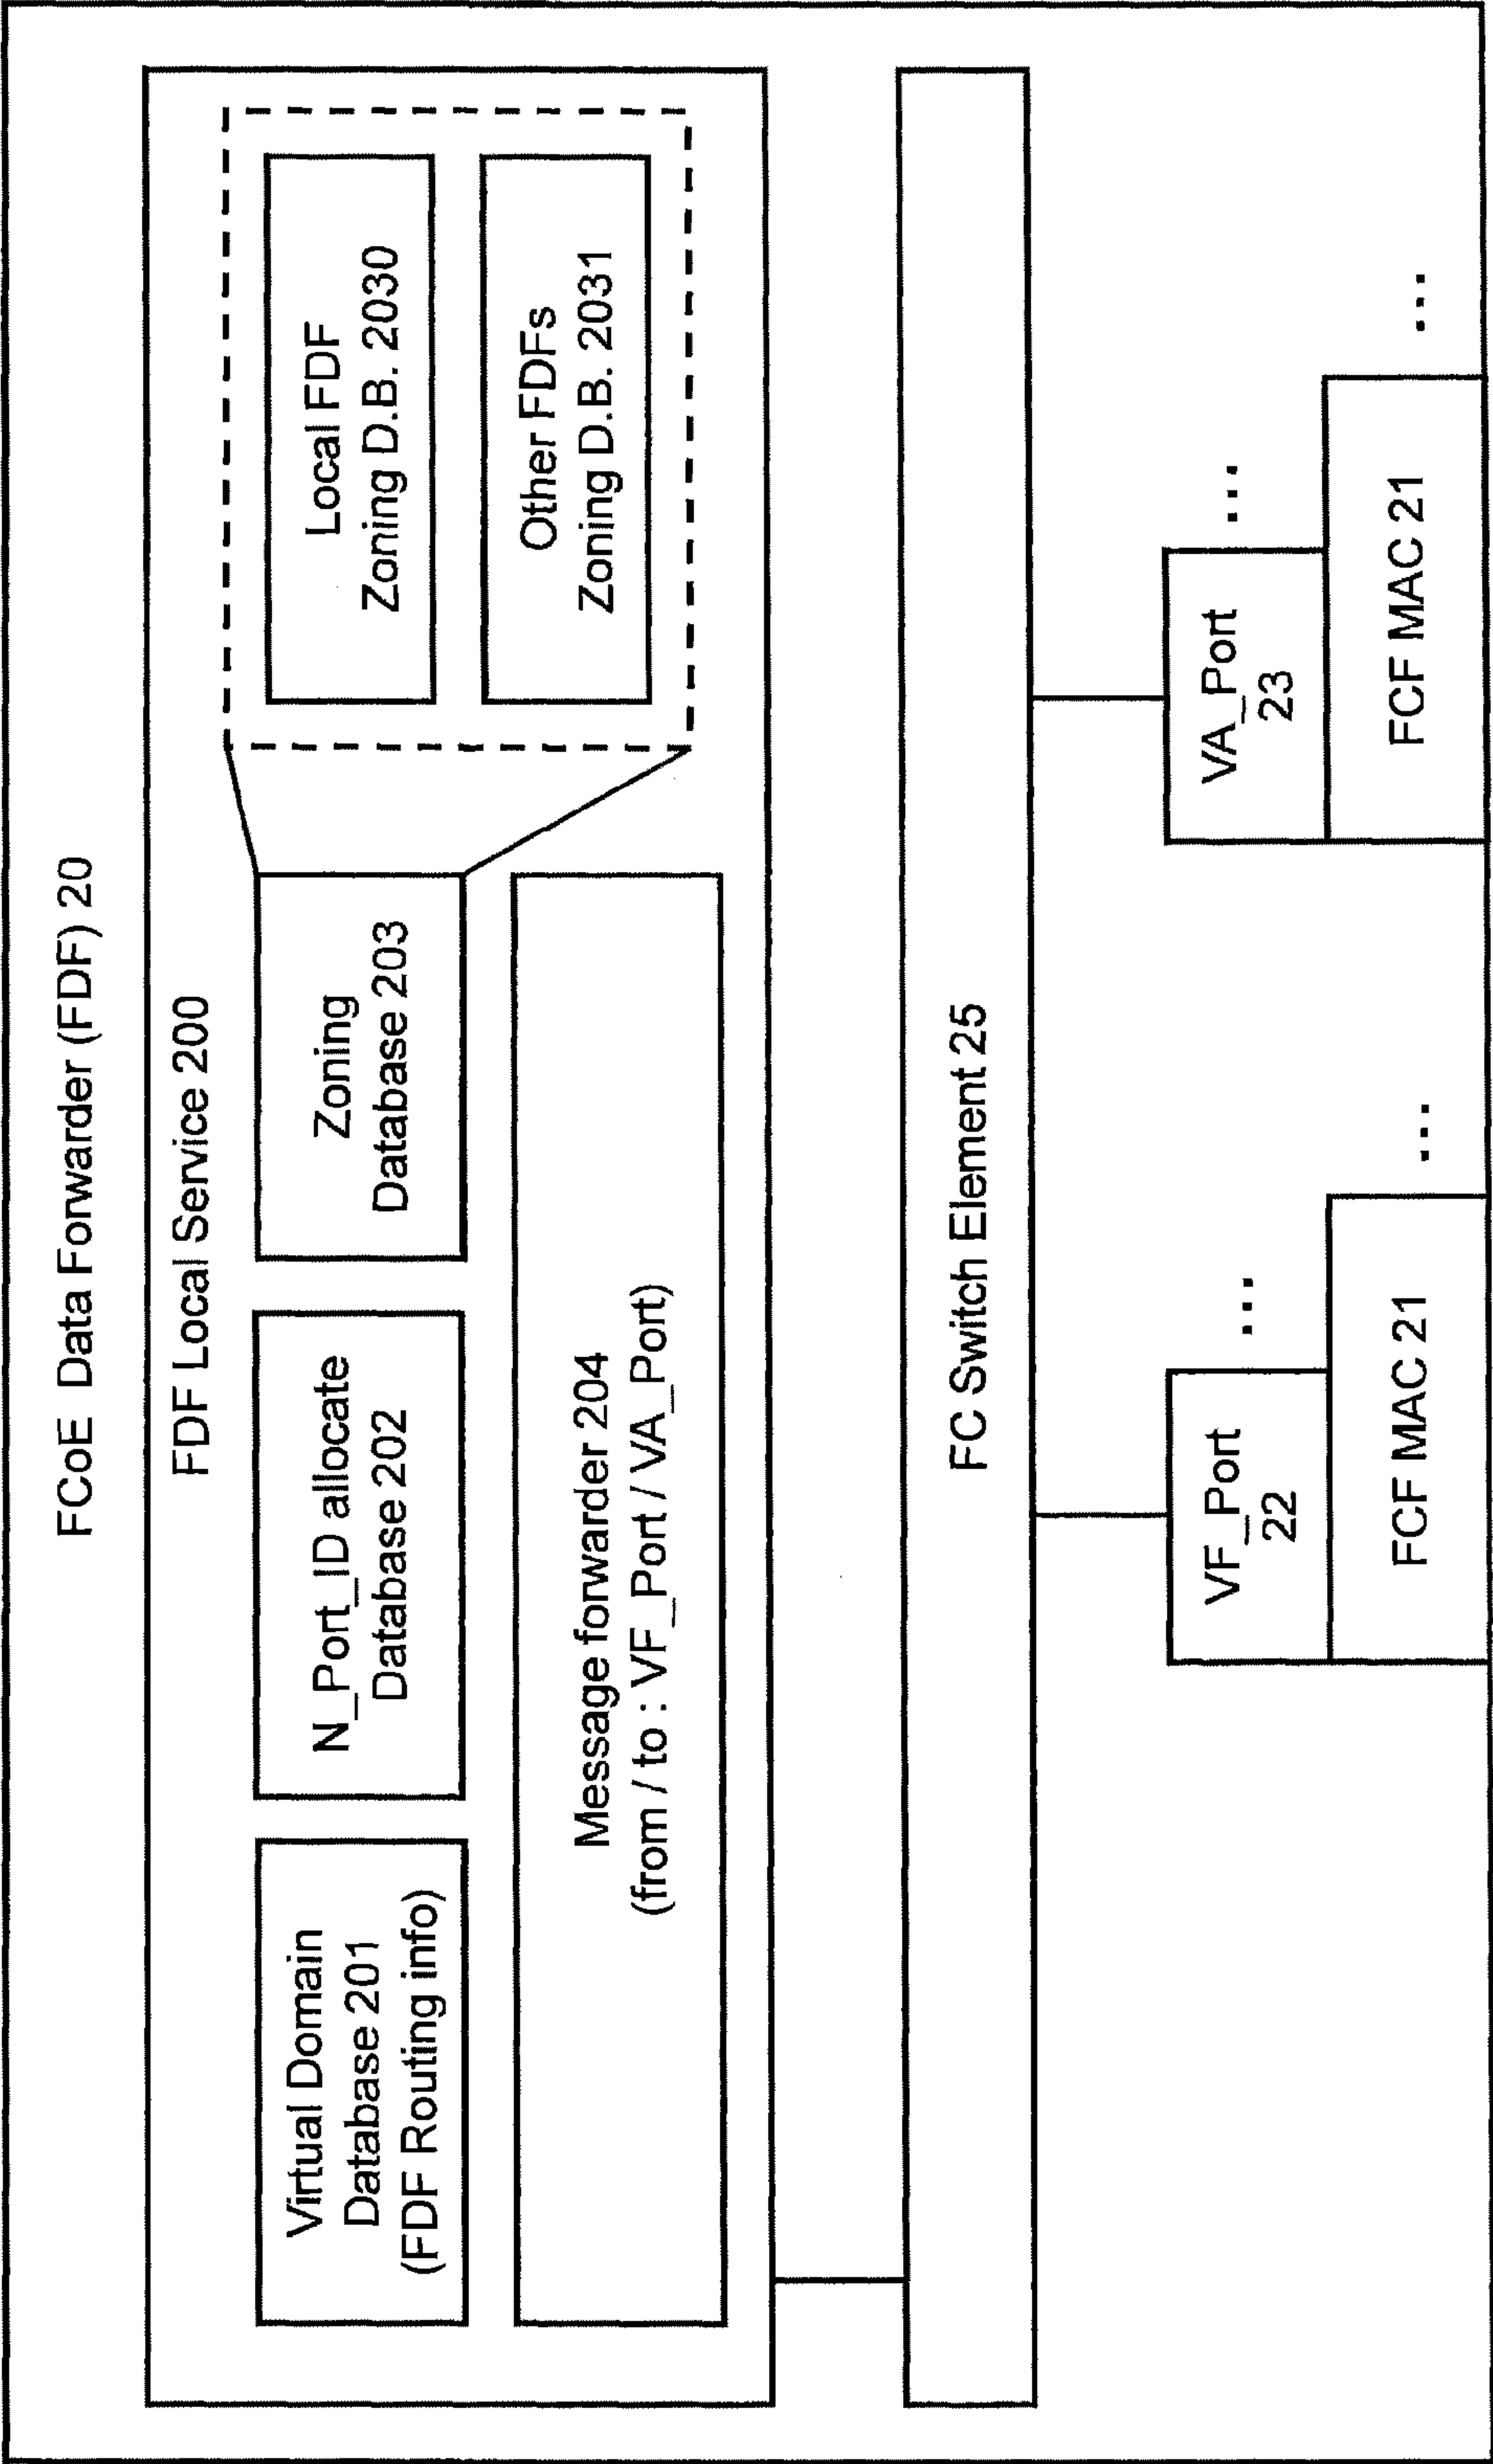 FCoE Data Forwarder (FDF) 20
FDF Local Service 200
Virtual Domain
Database 201
(FDF Routing info)
N_Port_ID allocate
Database 202
Zoning
Database 203
Local FDF
Zoning D.B. 2030
Other FDFs
Zoning D.B. 2031
Message forwarder 204
(from / to : VF_Port / VA_Port)
FC Switch Element 25
VF_Port
22
...
FCF MAC 21
...
VA_Port
23
...
FCF MAC 21
...